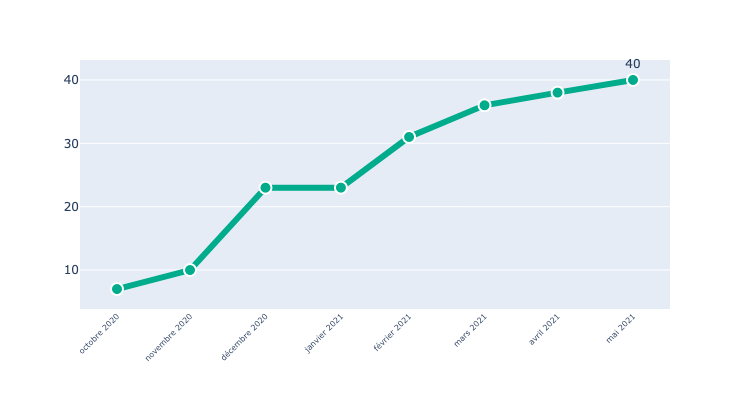 40
40
30
20
10
octobre 2020
novembre 2020
décembre 2020
janvier 2021
février 2021
mars 2021
avril 2021
mai 2021